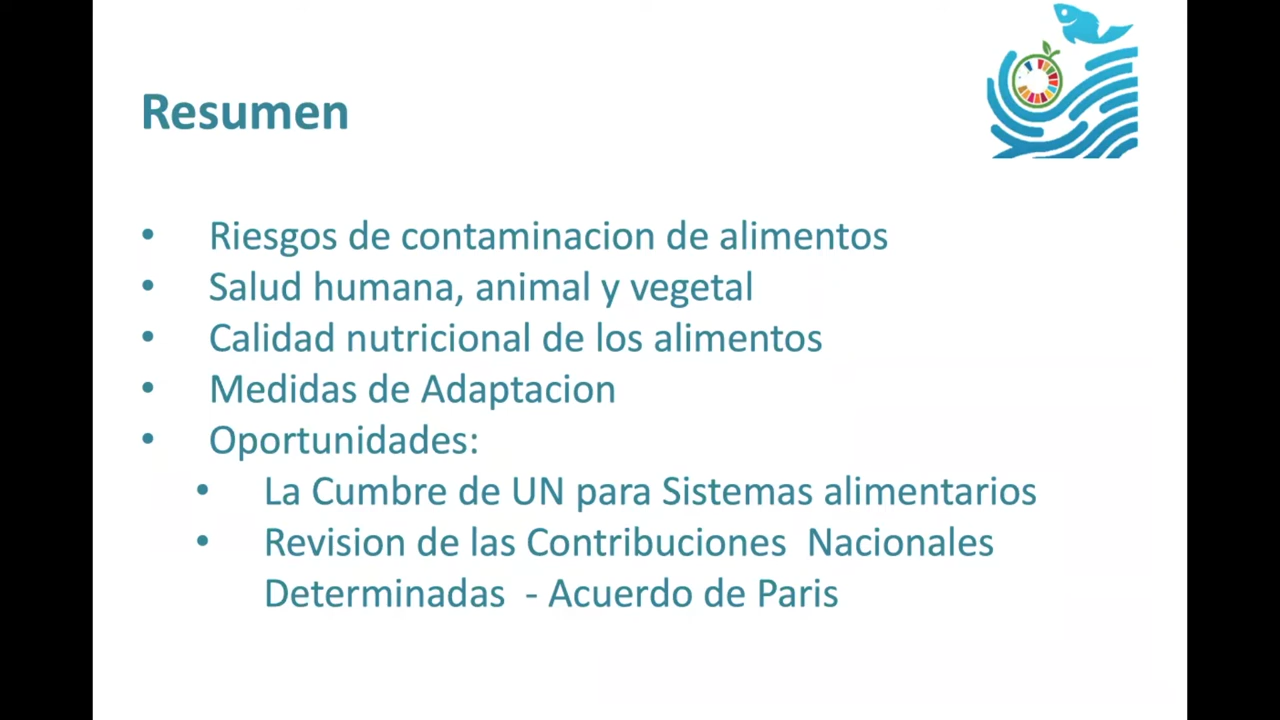 Resumen
• Riesgos de contaminacion de alimentos
• Salud humana, animal y vegetal
• Calidad nutricional de los alimentos
• Medidas de Adaptacion
• Oportunidades:
• La Cumbre de UN para Sistemas alimentarios
• Revision de las Contribuciones  Nacionales
Determinadas  - Acuerdo de Paris